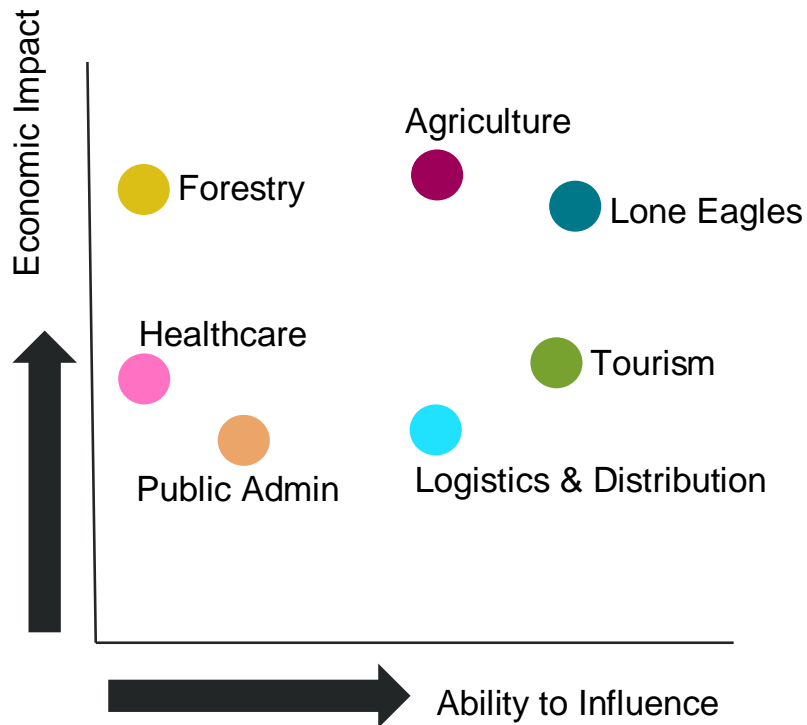 Economic Impact
Agriculture
Forestry
Lone Eagles
Healthcare
Tourism
Public Admin
Logistics & Distribution
Ability to Influence